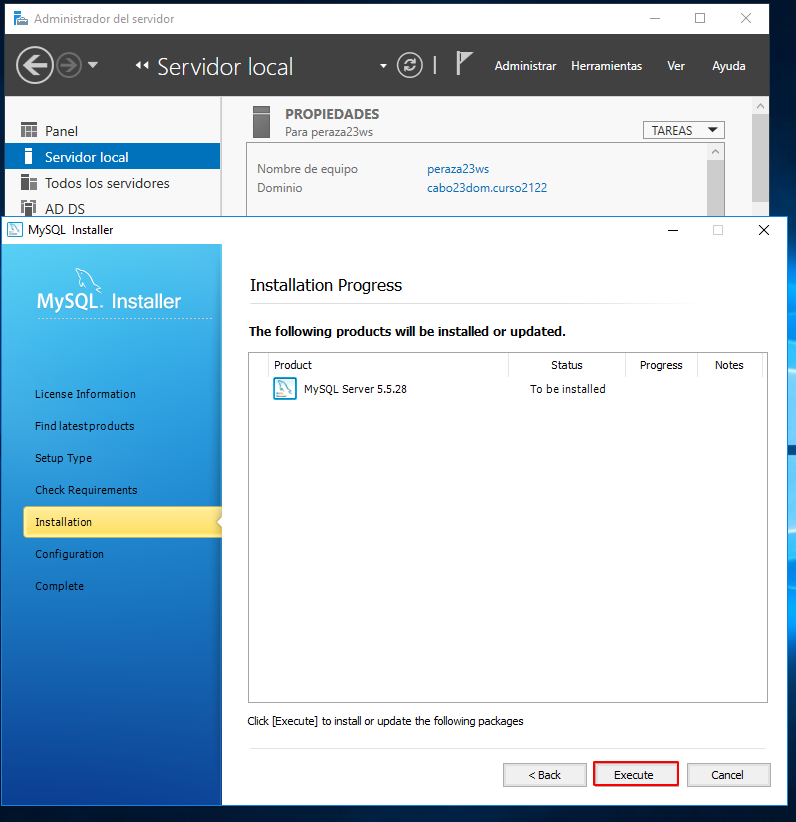 Administrador del servidor
Servidor local
Administrar Herramientas Ver Ayuda
Panel
Servidor local
Todos los servidores
AD DS
PROPIEDADES
Para peraza23ws
TAREAS
Nombre de equipo peraza23ws
Dominio cabo23dom.curso2122
MySQL Installer
MySQL. Installer
License Information
Find latest products
Setup Type
Check Requirements
Installation
Configuration
Complete
Installation Progress
The following products will be installed or updated.
Product Status Progress Notes
MySQL Server 5.5.28 To be installed
Click [Execute] to install or update the following packages
< Back Execute Cancel